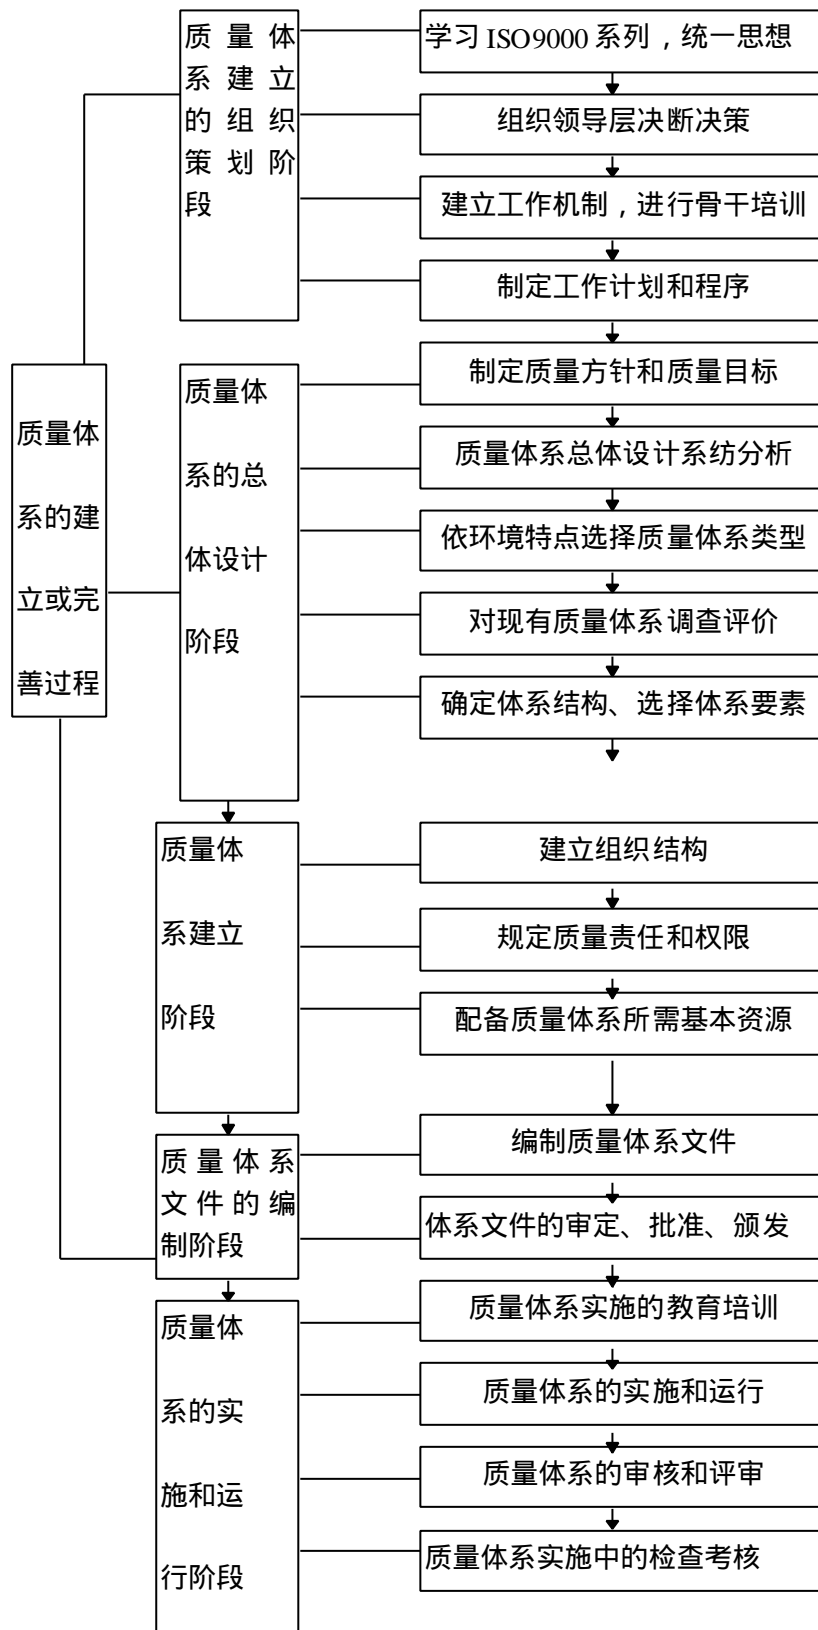 质量体
系建立
的组织
策划阶
段
学习ISO9000系列，统一思想
组织领导层决断决策
建立工作机制，进行骨干培训
制定工作计划和程序
质量体
系的建
立或完
善过程
质量体
系的总
体设计
阶段
制定质量方针和质量目标
质量体系总体设计系纺分析
依环境特点选择质量体系类型
对现有质量体系调查评价
确定体系结构、选择体系要素
质量体
系建立
阶段
建立组织结构
规定质量责任和权限
配备质量体系所需基本资源
质量体系
文件的编
制阶段
编制质量体系文件
体系文件的审定、批准、颁发
质量体
系的实
施和运
行阶段
质量体系实施的教育培训
质量体系的实施和运行
质量体系的审核和评审
质量体系实施中的检查考核